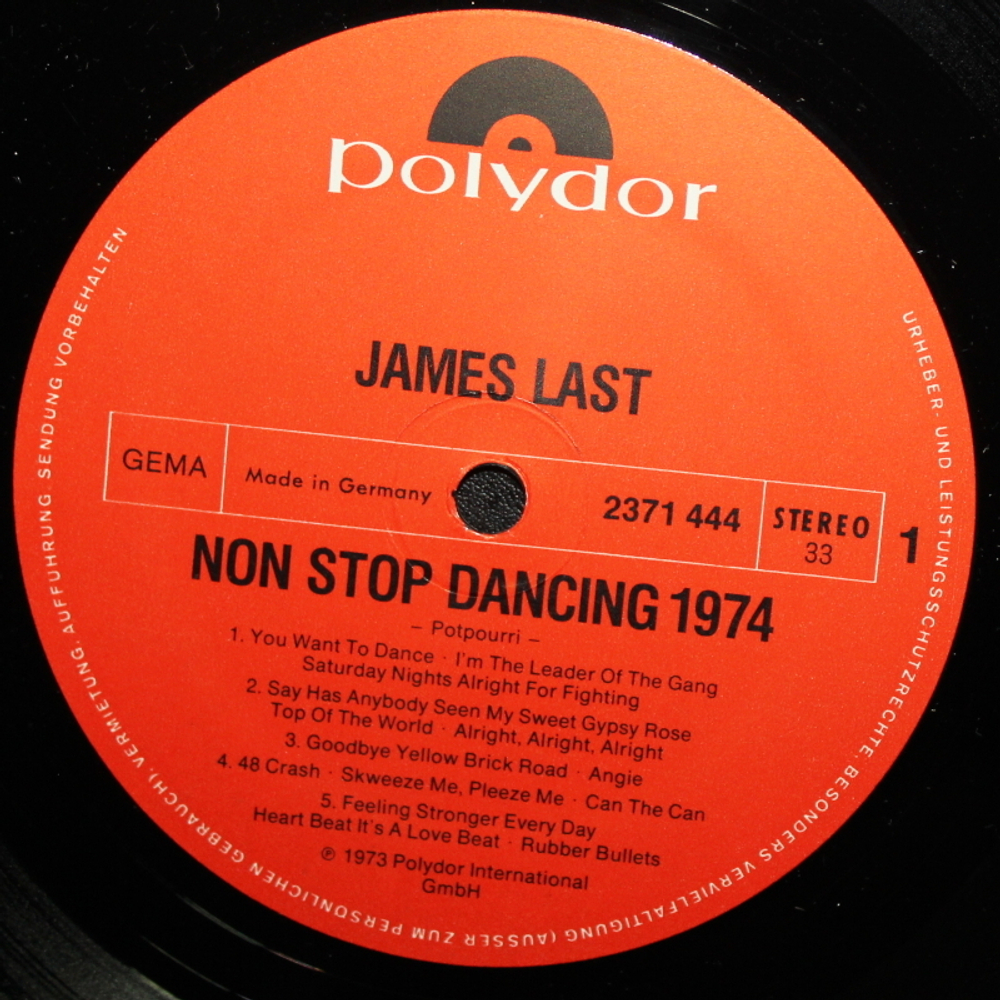 polydor
JAMES LAST
GEMA
Made in Germany
2371 444
STEREO
33
1
NON STOP DANCING 1974
– Potpourri –
1. You Want To Dance · I'm The Leader Of The Gang
Saturday Nights Alright For Fighting
2. Say Has Anybody Seen My Sweet Gypsy Rose
Top Of The World · Alright, Alright, Alright
3. Goodbye Yellow Brick Road · Angie
4. 48 Crash · Skweeze Me, Pleeze Me · Can The Can
5. Feeling Stronger Every Day
Heart Beat It's A Love Beat · Rubber Bullets
℗ 1973 Polydor International
GmbH
URHEBER- UND LEISTUNGSSCHUTZRECHTE, BESONDERS VERVIELFÄLTIGUNG (AUSSER ZUM PERSÖNLICHEN GEBRAUCH), VERMIETUNG AUFFÜHRUNG SENDUNG VORBEHALTEN